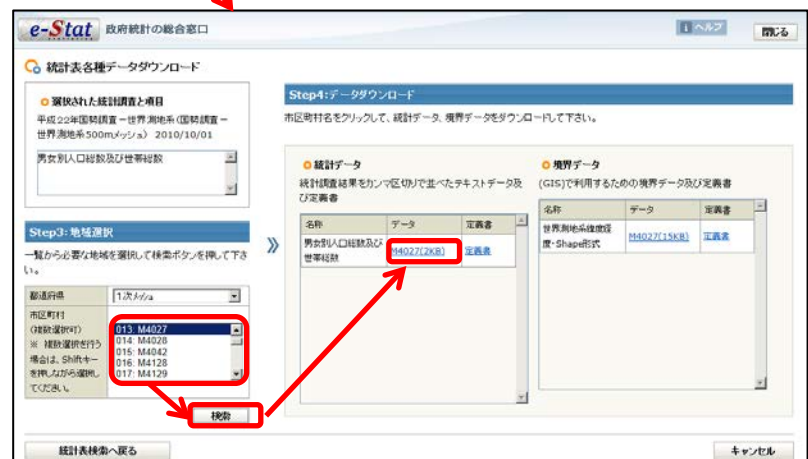 e-Stat 政府統計の総合窓口
i ヘルプ
閉じる
統計表各種データダウンロード
選択された統計調査と項目
平成22年国勢調査－世界測地系(国勢調査－
世界測地系500mメッシュ) 2010/10/01
男女別人口総数及び世帯総数
Step3:地域選択
一覧から必要な地域を選択して検索ボタンを押して下さ
い。
都道府県
1次メッシュ
市区町村
(複数選択可)
※ 複数選択を行う
場合は、Shiftキー
を押しながら選択し
てください。
013: M4027
014: M4028
015: M4042
016: M4128
017: M4129
検索
Step4:データダウンロード
市区町村名をクリックして、統計データ、境界データをダウンロードして下さい。
統計データ
統計調査結果をカンマ区切りで並べたテキストデータ及
び定義書
名称 データ 定義書
男女別人口総数及び
世帯総数
M4027(2KB) 定義書
境界データ
(GIS)で利用するための境界データ及び定義書
名称 データ 定義書
世界測地系緯度経
度・Shape形式
M4027(15KB) 定義書
統計表検索へ戻る
キャンセル